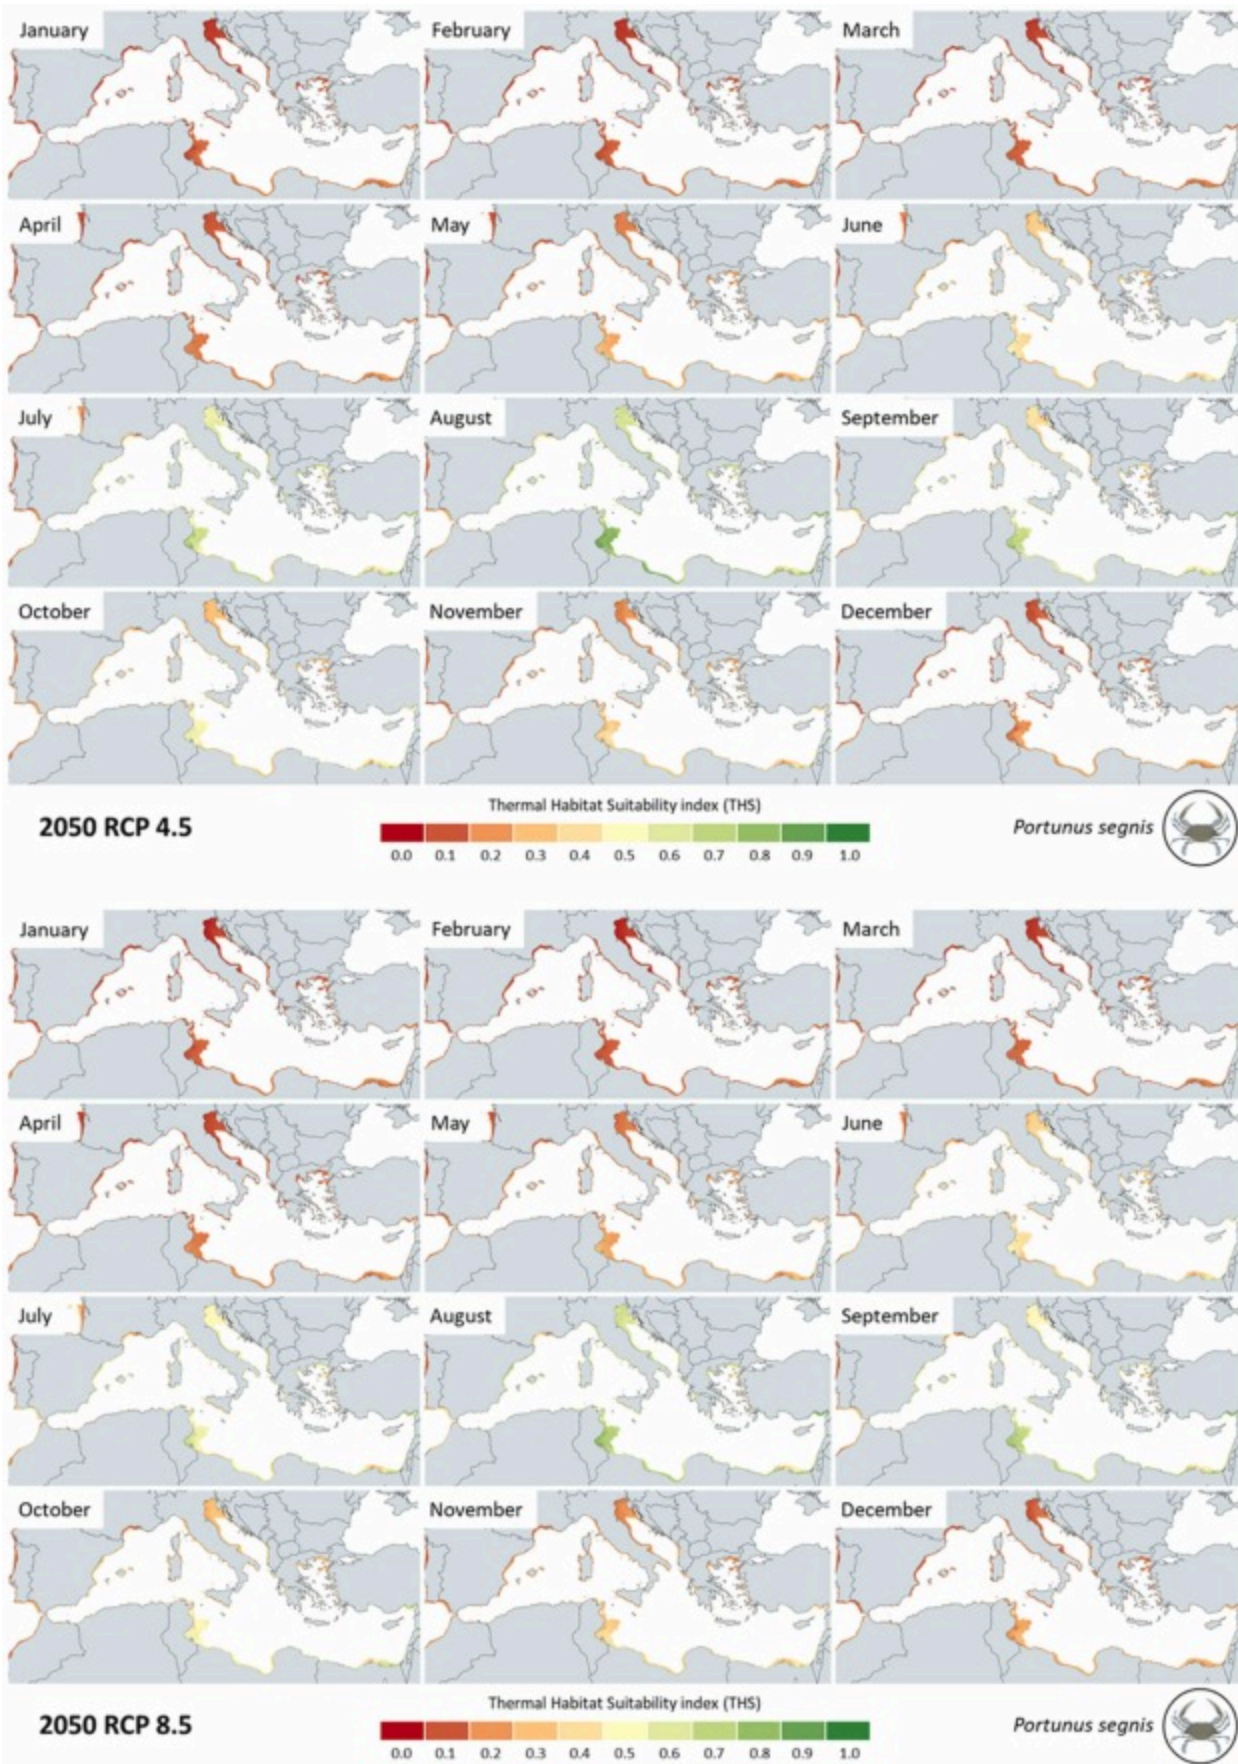 January February March
April May June
July August September
October November December
Thermal Habitat Suitability index (THS)
2050 RCP 4.5
Portunus segnis
0.0 0.1 0.2 0.3 0.4 0.5 0.6 0.7 0.8 0.9 1.0
January February March
April May June
July August September
October November December
Thermal Habitat Suitability index (THS)
2050 RCP 8.5
Portunus segnis
0.0 0.1 0.2 0.3 0.4 0.5 0.6 0.7 0.8 0.9 1.0